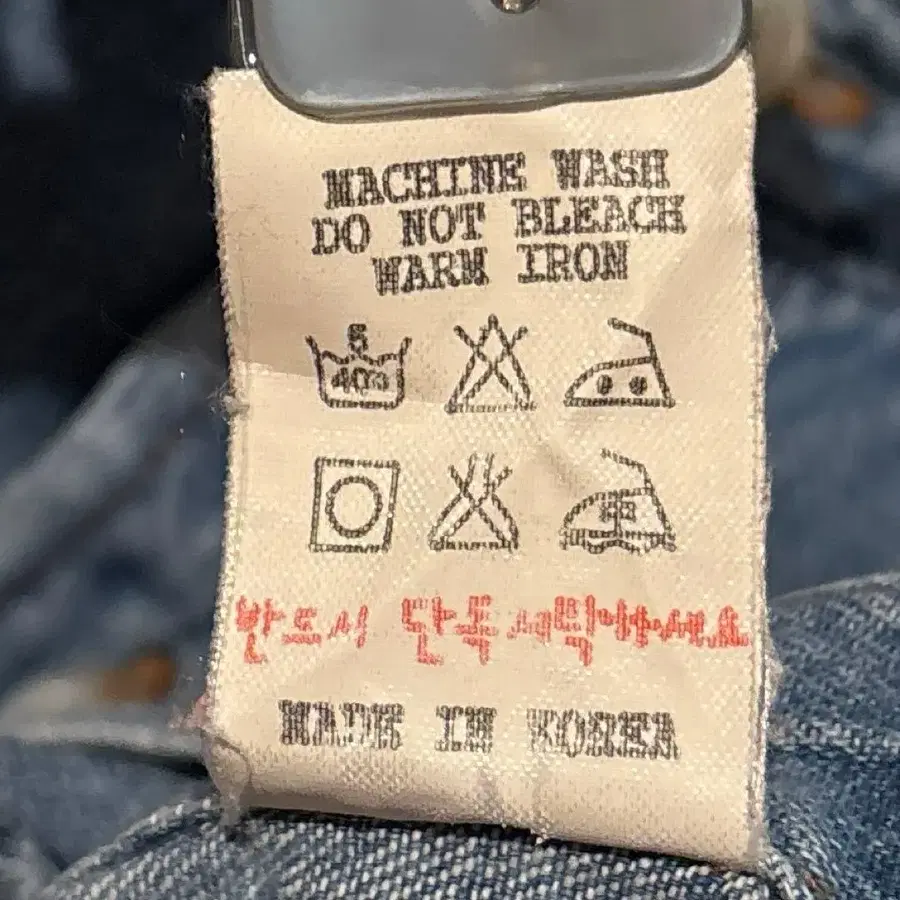 MACHINE WASH
DO NOT BLEACH
WARM IRON
5
40
반드시 단독세탁하세요
MADE IN KOREA